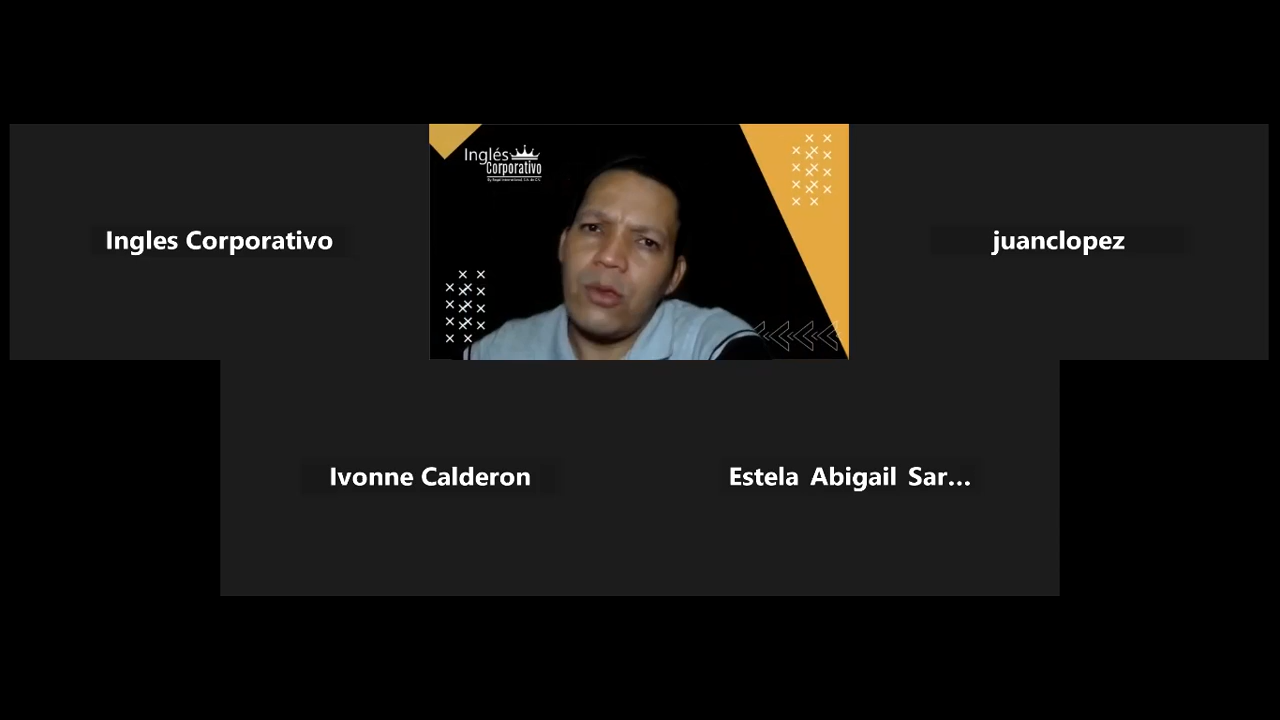 Ingles Corporativo
Inglés
Corporativo
juanclopez
Ivonne Calderon
Estela Abigail Sar...